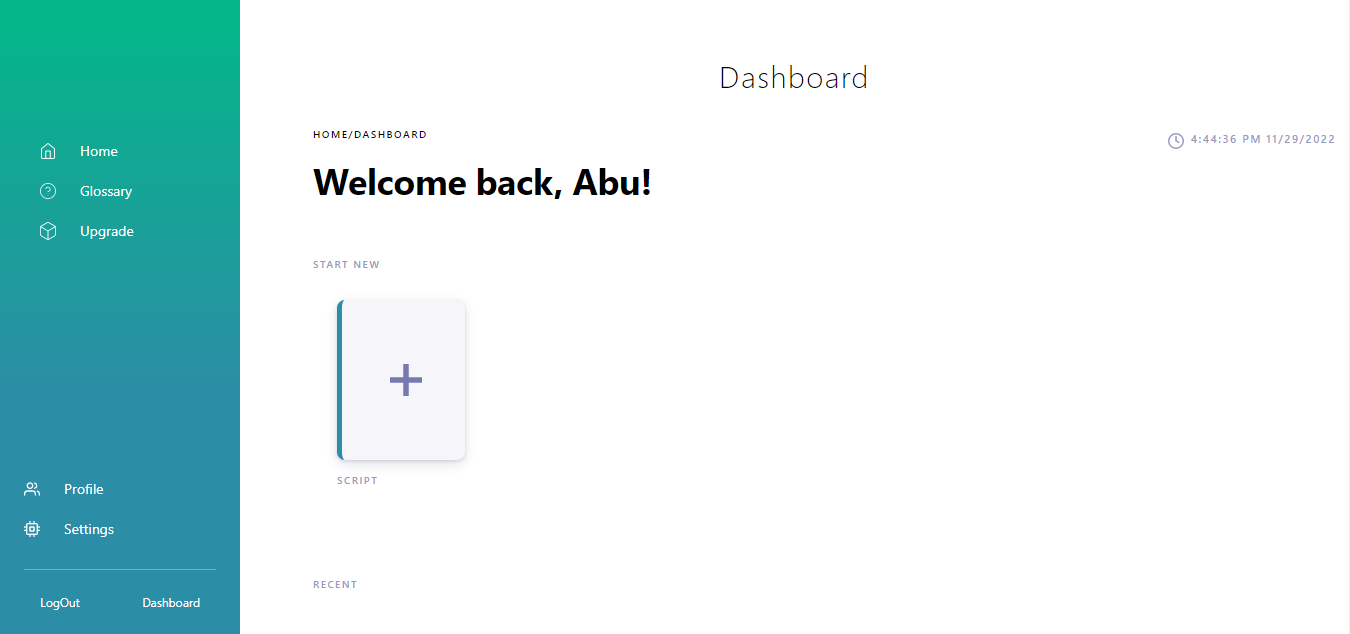 Home
Glossary
Upgrade
Profile
Settings
LogOut Dashboard
Dashboard
HOME/DASHBOARD
4:44:36 PM 11/29/2022
Welcome back, Abu!
START NEW
SCRIPT
RECENT